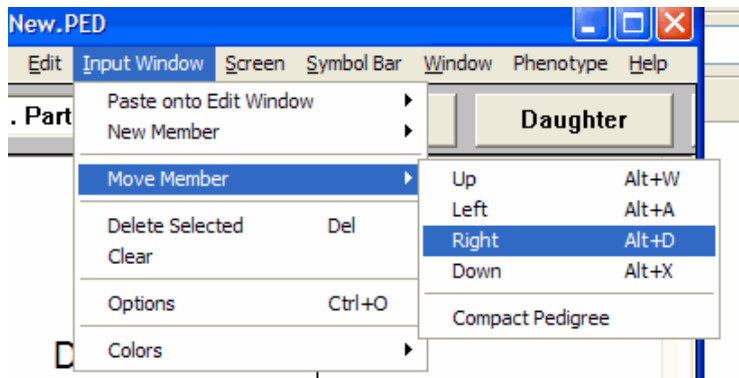 New.PED
Edit Input Window Screen Symbol Bar Window Phenotype Help
. Part Daughter
Paste onto Edit Window
New Member
Move Member
Delete Selected Del
Clear
Options Ctrl+O
Colors
Up Alt+W
Left Alt+A
Right Alt+D
Down Alt+X
Compact Pedigree
D